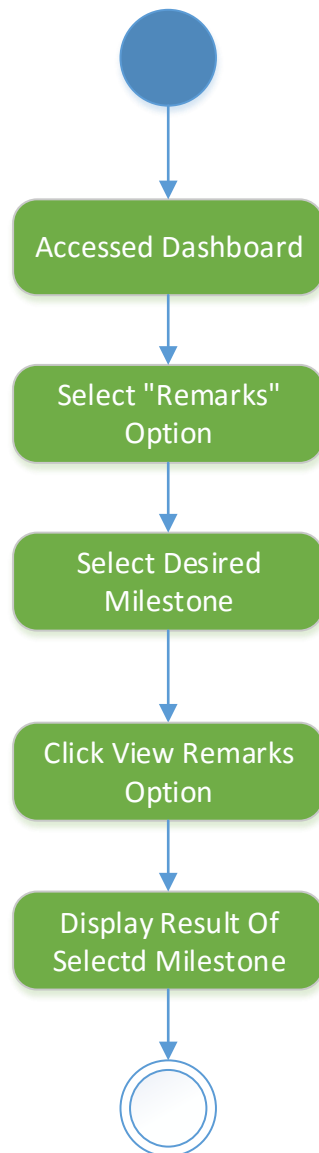 Accessed Dashboard
Select "Remarks"
Option
Select Desired
Milestone
Click View Remarks
Option
Display Result Of
Selectd Milestone